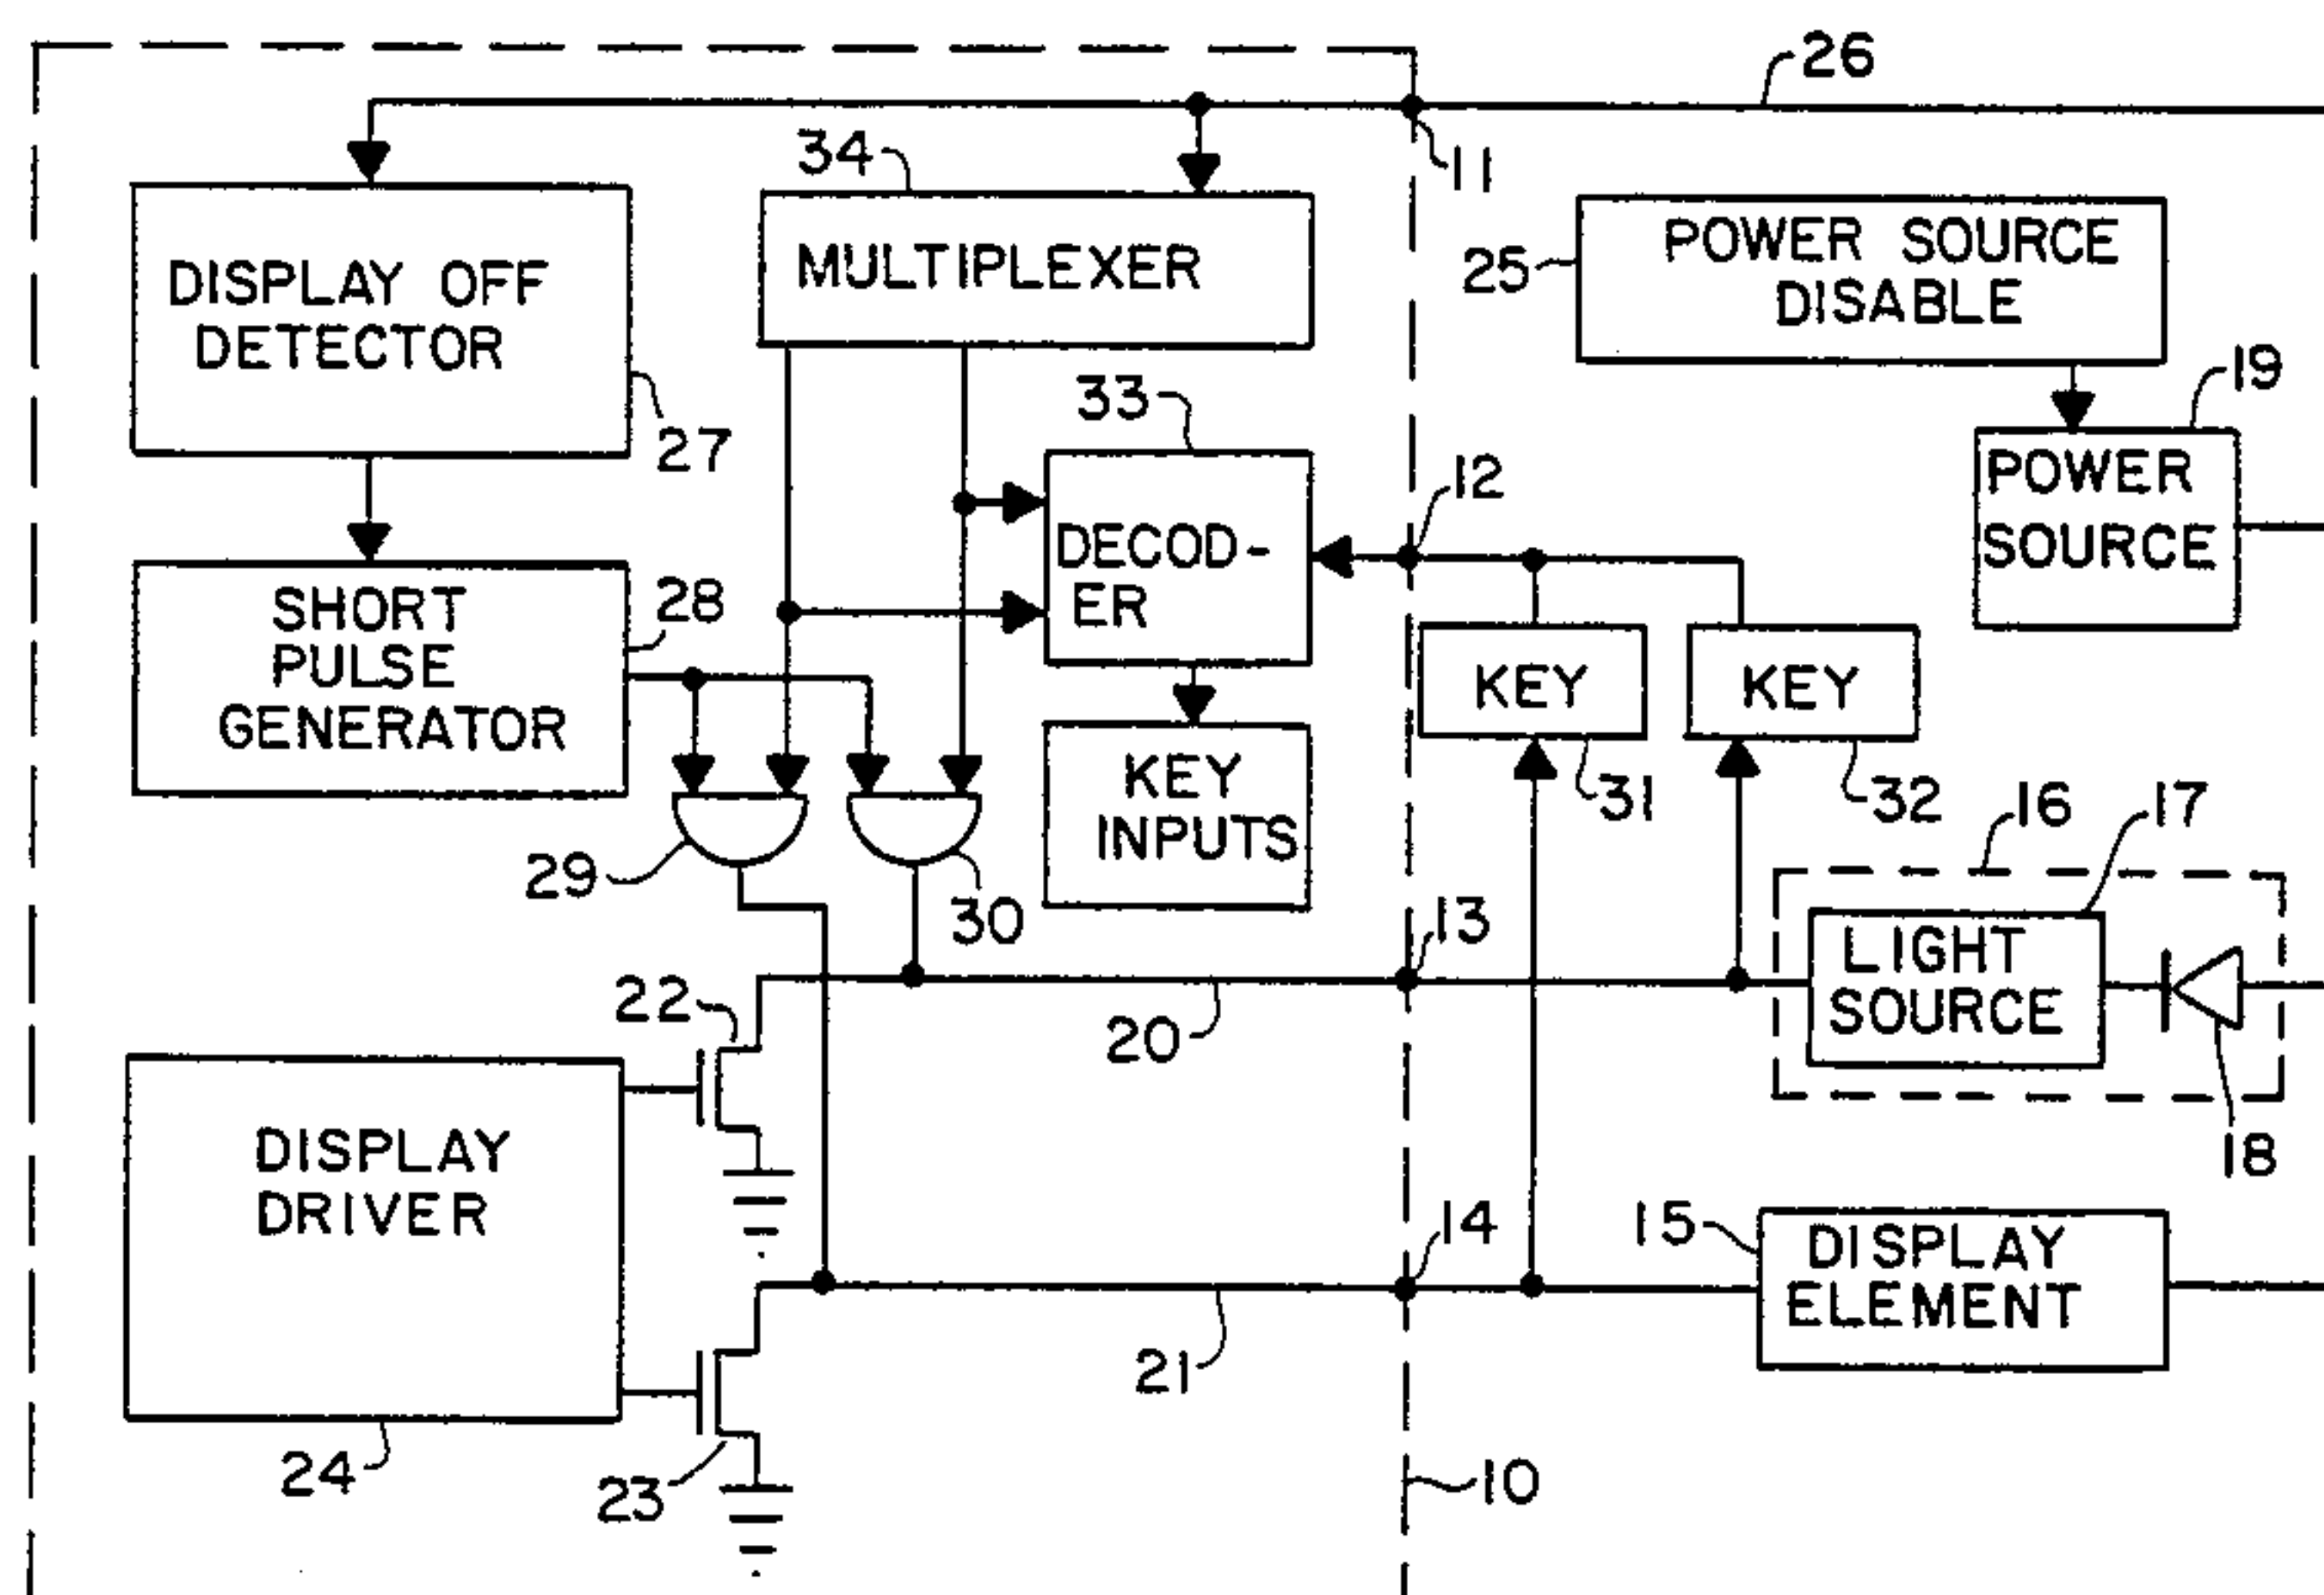 26
34
11
DISPLAY OFF
DETECTOR
MULTIPLEXER
25
POWER SOURCE
DISABLE
27
33
19
12
POWER
SOURCE
DECOD-
ER
SHORT
PULSE
GENERATOR
28
KEY
KEY
KEY
INPUTS
31
32
16
17
29
30
13
LIGHT
SOURCE
22
20
18
DISPLAY
DRIVER
14
15
DISPLAY
ELEMENT
21
24
23
10